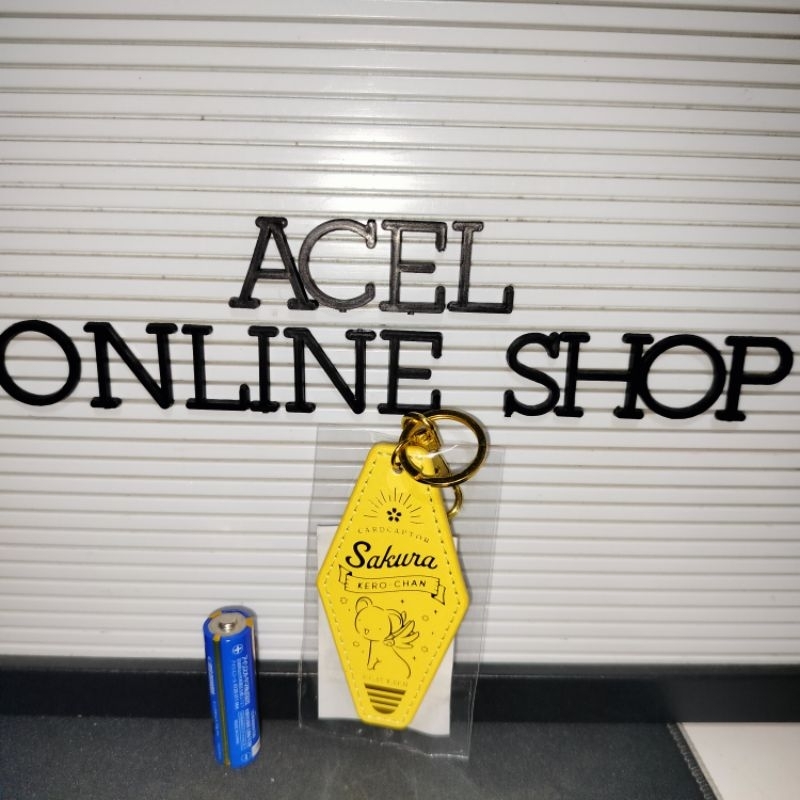 ACEL
ONLINE SHOP
CARDCAPTOR
Sakura
KERO-CHAN